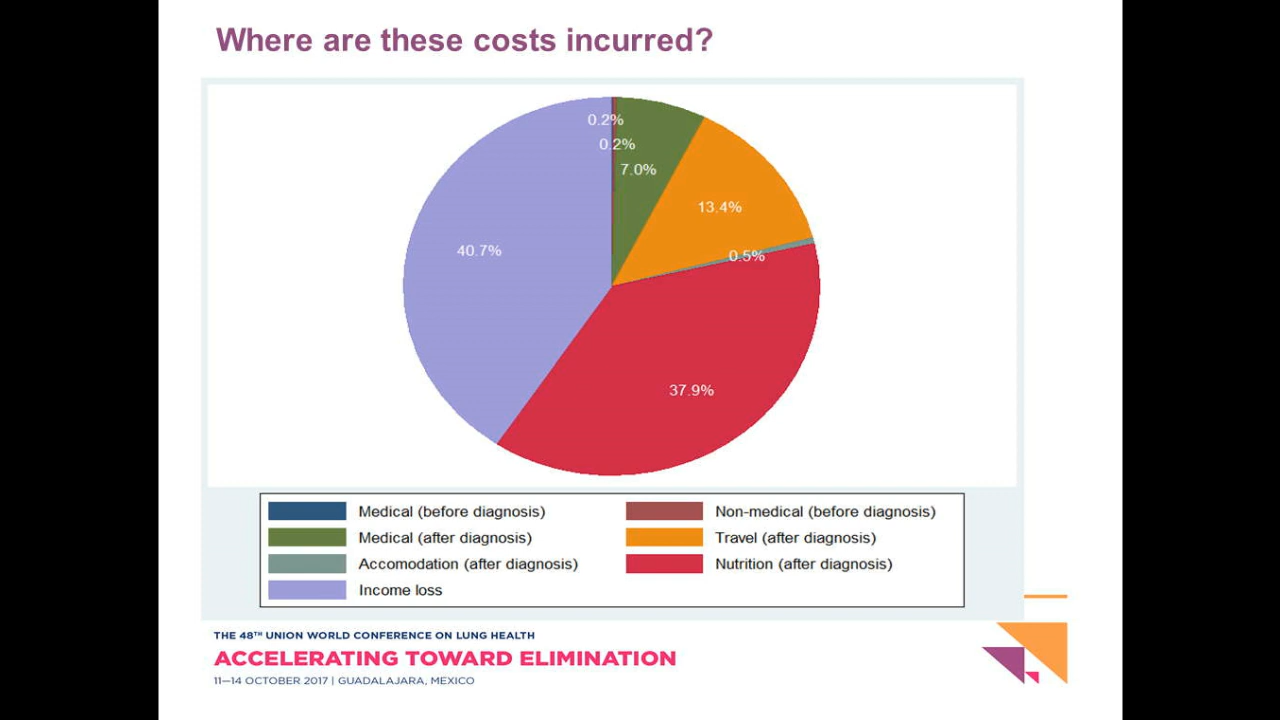 Where are these costs incurred?
0.2%
0.2%
7.0%
13.4%
40.7%
0.5%
37.9%
Medical (before diagnosis)
Non-medical (before diagnosis)
Medical (after diagnosis)
Travel (after diagnosis)
Accomodation (after diagnosis)
Nutrition (after diagnosis)
Income loss
THE 48TH UNION WORLD CONFERENCE ON LUNG HEALTH
ACCELERATING TOWARD ELIMINATION
11—14 OCTOBER 2017 | GUADALAJARA, MEXICO